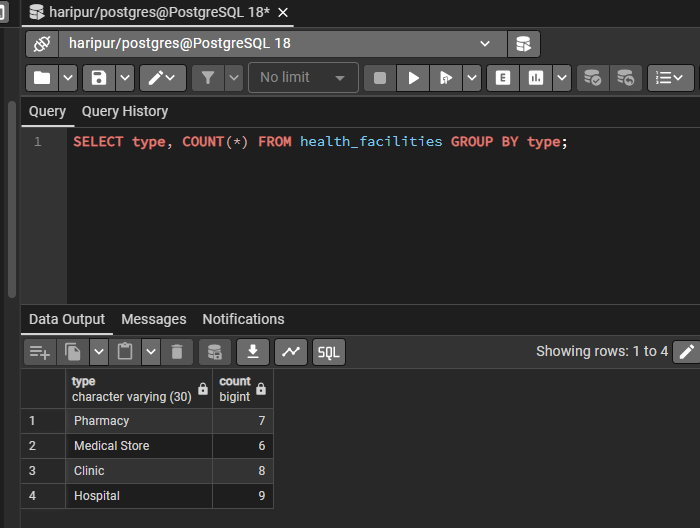 haripur/postgres@PostgreSQL 18*
haripur/postgres@PostgreSQL 18
No limit
E
Query Query History
1 SELECT type, COUNT(*) FROM health_facilities GROUP BY type;
Data Output Messages Notifications
SQL Showing rows: 1 to 4
type count
character varying (30) bigint
1 Pharmacy 7
2 Medical Store 6
3 Clinic 8
4 Hospital 9